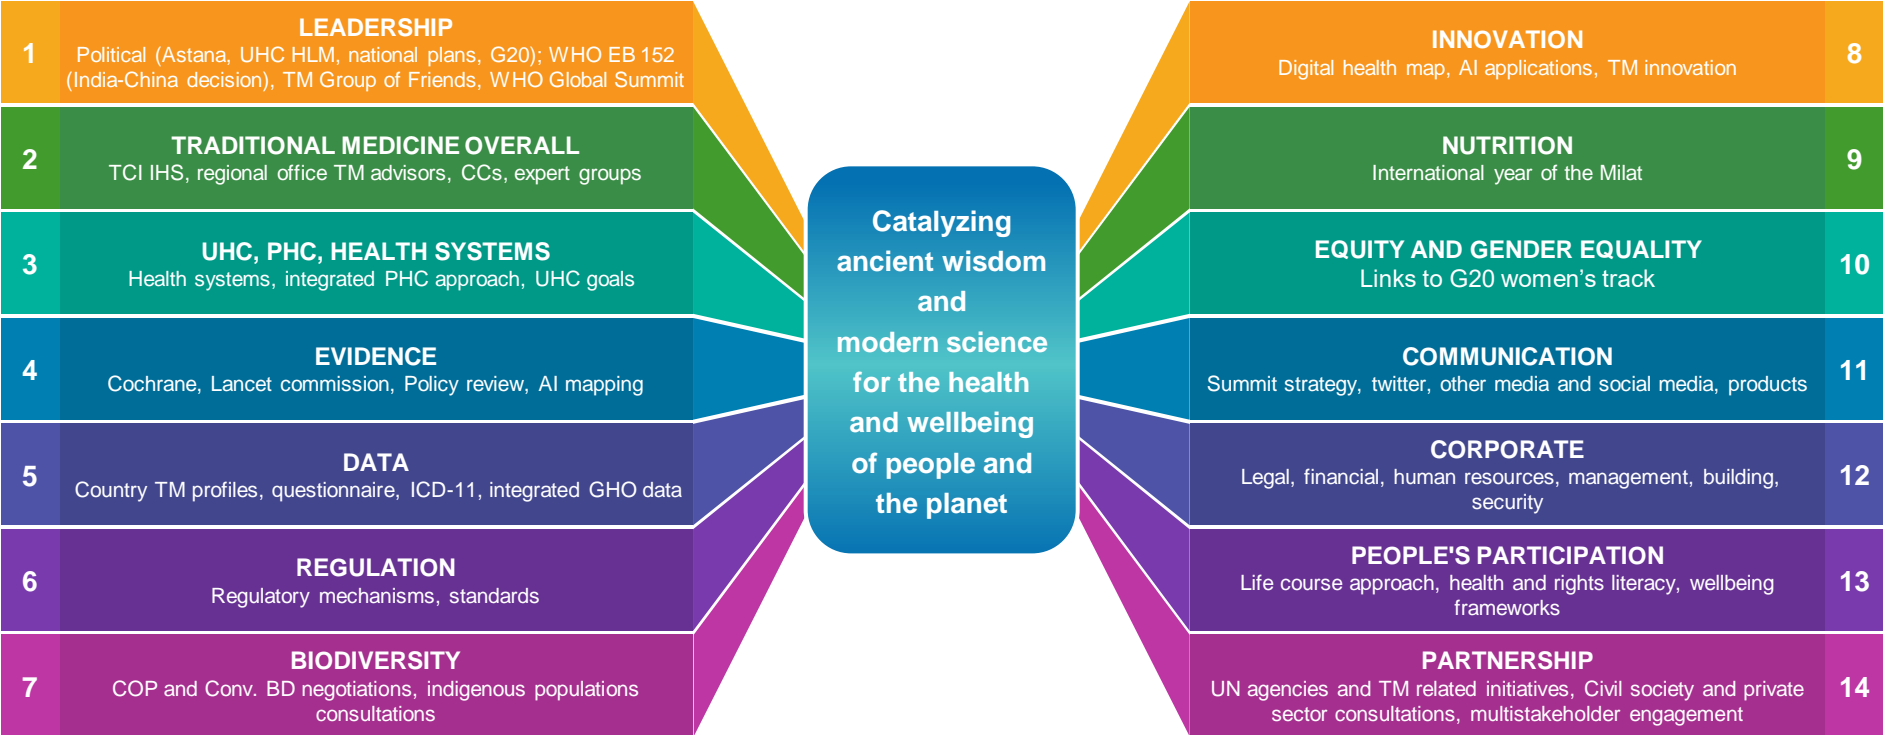 1
LEADERSHIP
Political (Astana, UHC HLM, national plans, G20); WHO EB 152
(India-China decision), TM Group of Friends, WHO Global Summit
2
TRADITIONAL MEDICINE OVERALL
TCI IHS, regional office TM advisors, CCs, expert groups
3
UHC, PHC, HEALTH SYSTEMS
Health systems, integrated PHC approach, UHC goals
4
EVIDENCE
Cochrane, Lancet commission, Policy review, AI mapping
5
DATA
Country TM profiles, questionnaire, ICD-11, integrated GHO data
6
REGULATION
Regulatory mechanisms, standards
7
BIODIVERSITY
COP and Conv. BD negotiations, indigenous populations
consultations
Catalyzing
ancient wisdom
and
modern science
for the health
and wellbeing
of people and
the planet
INNOVATION
Digital health map, AI applications, TM innovation
8
NUTRITION
International year of the Milat
9
EQUITY AND GENDER EQUALITY
Links to G20 women’s track
10
COMMUNICATION
Summit strategy, twitter, other media and social media, products
11
CORPORATE
Legal, financial, human resources, management, building,
security
12
PEOPLE'S PARTICIPATION
Life course approach, health and rights literacy, wellbeing
frameworks
13
PARTNERSHIP
UN agencies and TM related initiatives, Civil society and private
sector consultations, multistakeholder engagement
14